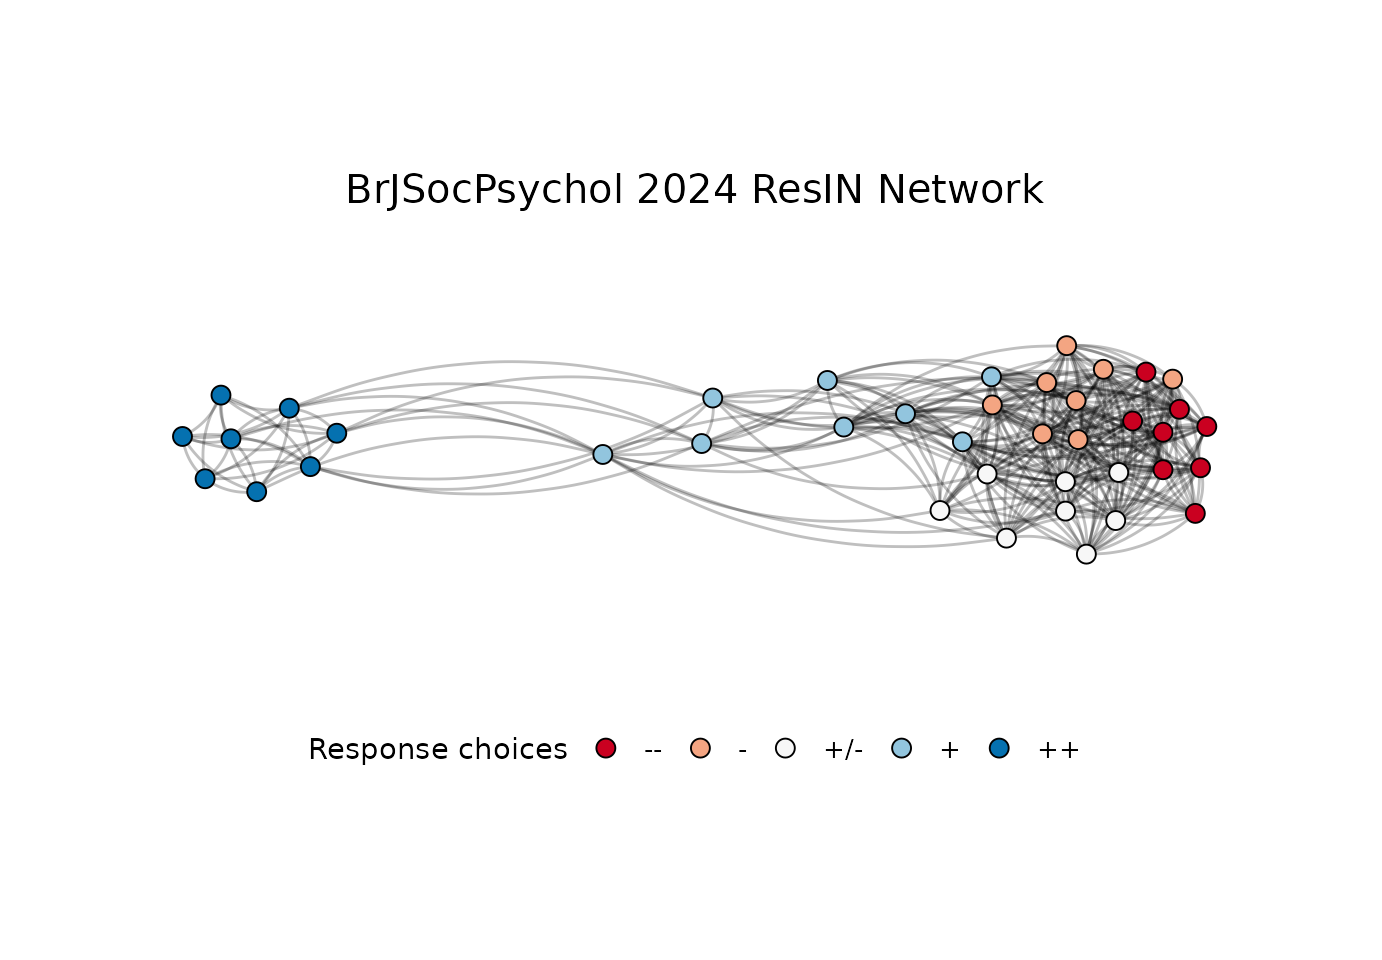 BrJSocPsychol 2024 ResIN Network
Response choices -- - +/- + ++